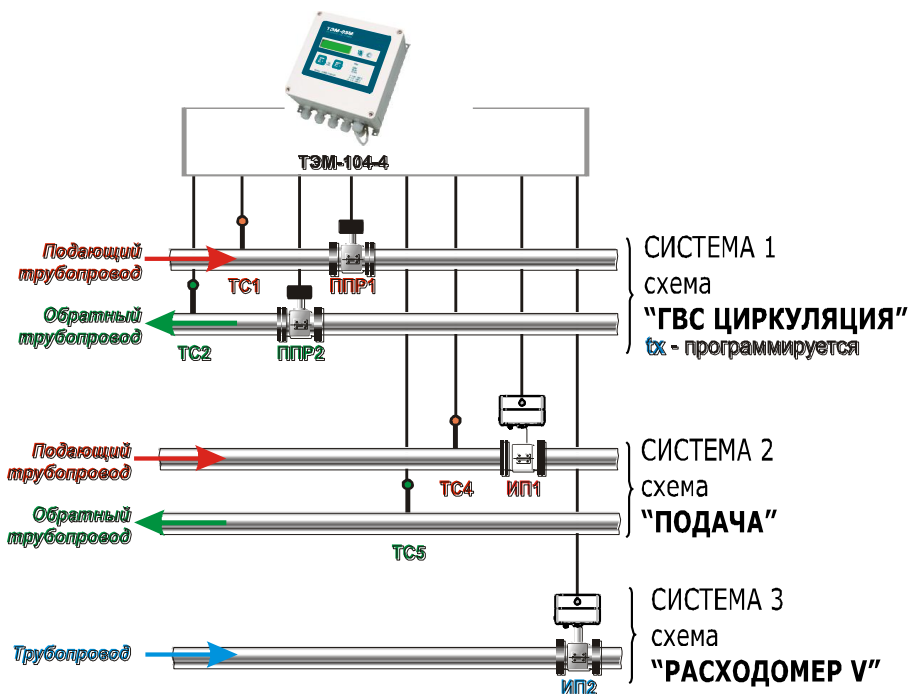 ТЭМ-104-4
Подающий
трубопровод
ТС1
ППР1
СИСТЕМА 1
схема
"ГВС ЦИРКУЛЯЦИЯ"
tx - программируется
Обратный
трубопровод
ТС2
ППР2
Подающий
трубопровод
ТС4
ИП1
СИСТЕМА 2
схема
"ПОДАЧА"
Обратный
трубопровод
ТС5
СИСТЕМА 3
схема
"РАСХОДОМЕР V"
Трубопровод
ИП2